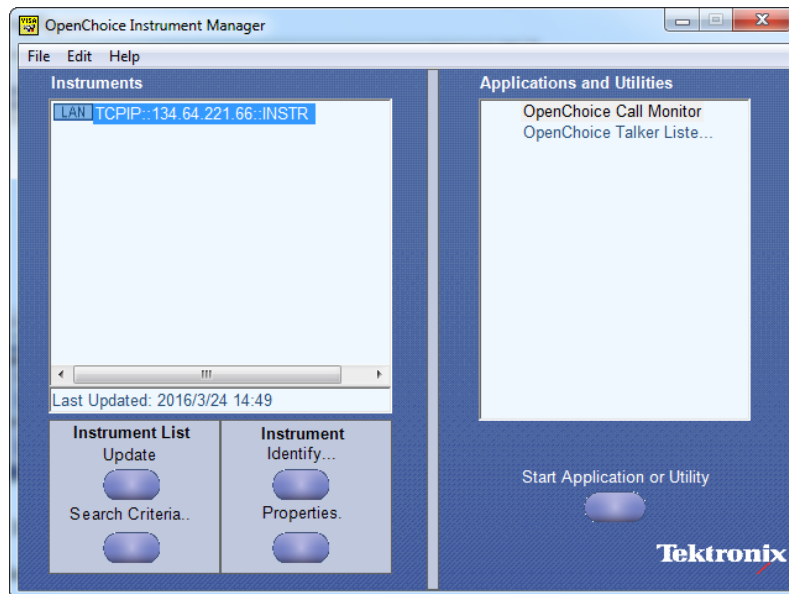 OpenChoice Instrument Manager
File Edit Help
Instruments
LAN TCPIP::134.64.221.66::INSTR
Last Updated: 2016/3/24 14:49
Instrument List
Update
Search Criteria..
Instrument
Identify...
Properties.
Applications and Utilities
OpenChoice Call Monitor
OpenChoice Talker Liste...
Start Application or Utility
Tektronix